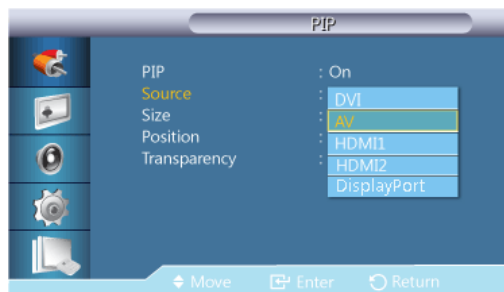 PIP
PIP : On
Source : DVI
Size : AV
Position : HDMI1
Transparency : HDMI2
DisplayPort
Move Enter Return